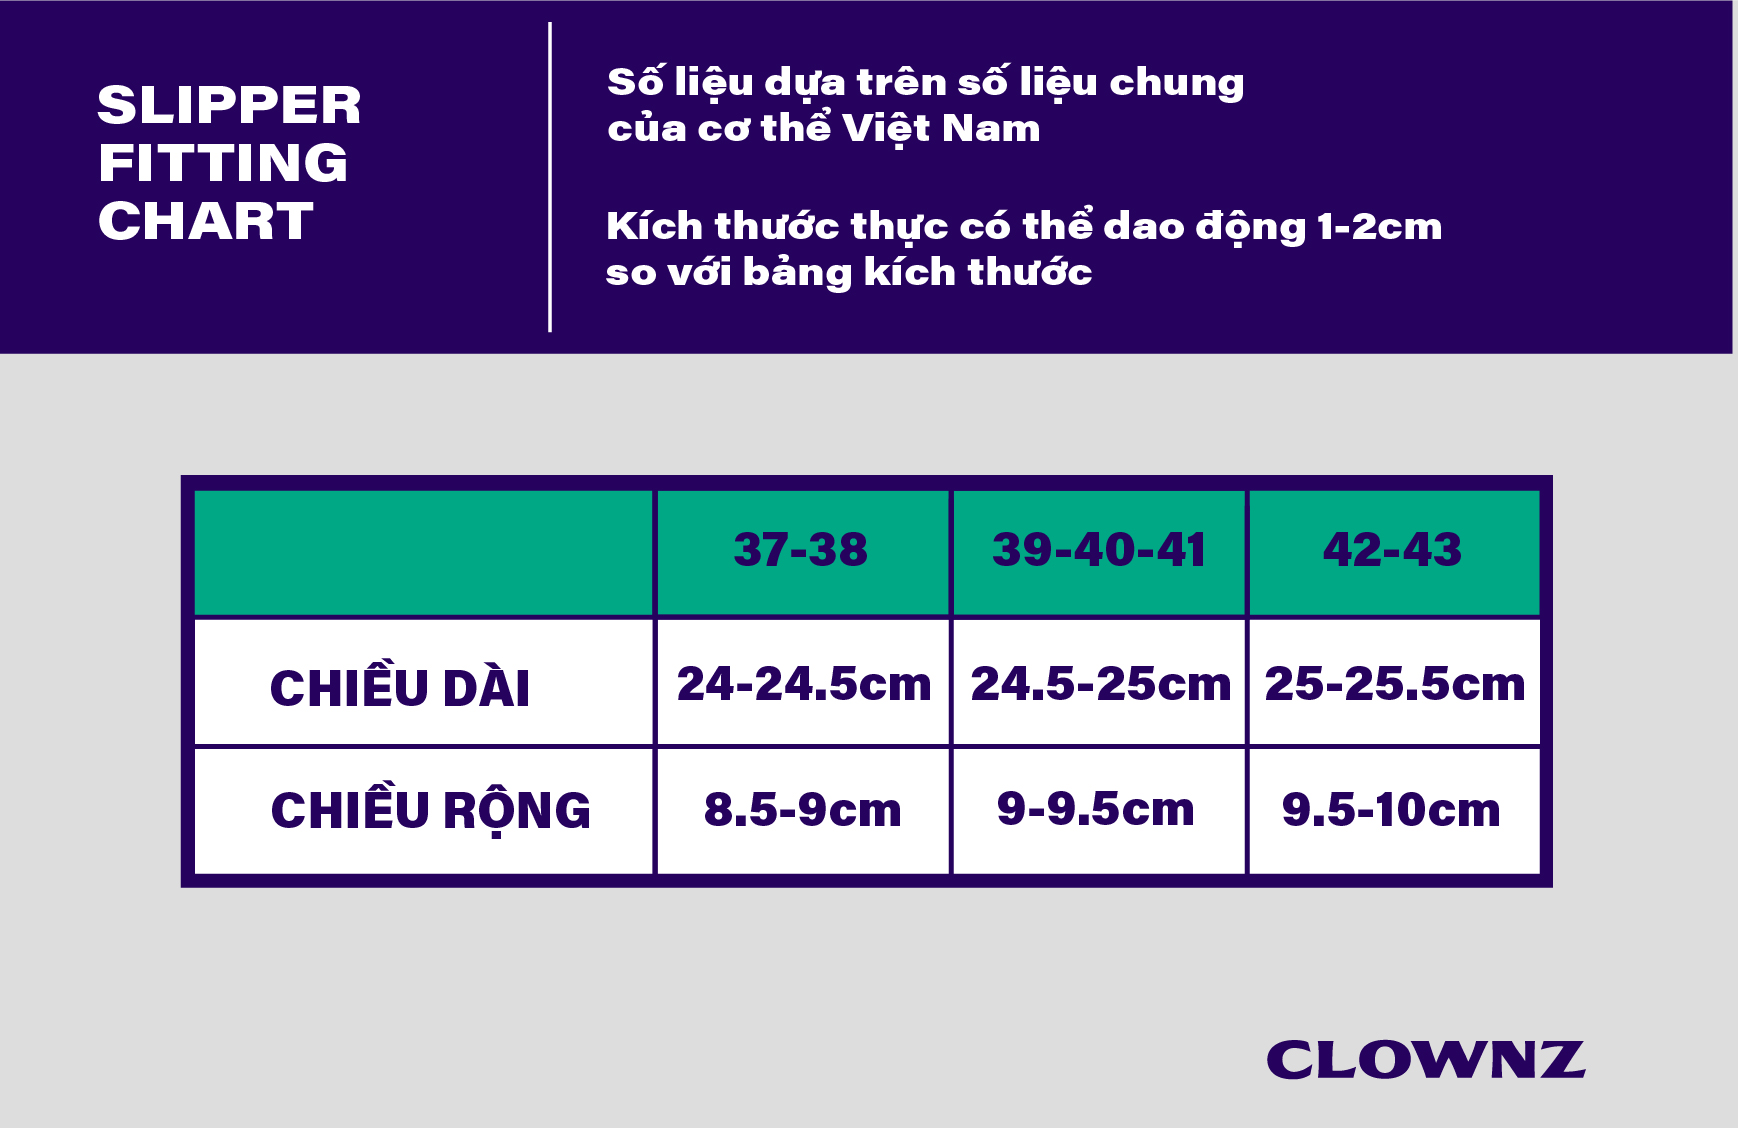 SLIPPER
FITTING
CHART
Số liệu dựa trên số liệu chung
của cơ thể Việt Nam
Kích thước thực có thể dao động 1-2cm
so với bảng kích thước
37-38 39-40-41 42-43
CHIỀU DÀI 24-24.5cm 24.5-25cm 25-25.5cm
CHIỀU RỘNG 8.5-9cm 9-9.5cm 9.5-10cm
CLOWNZ